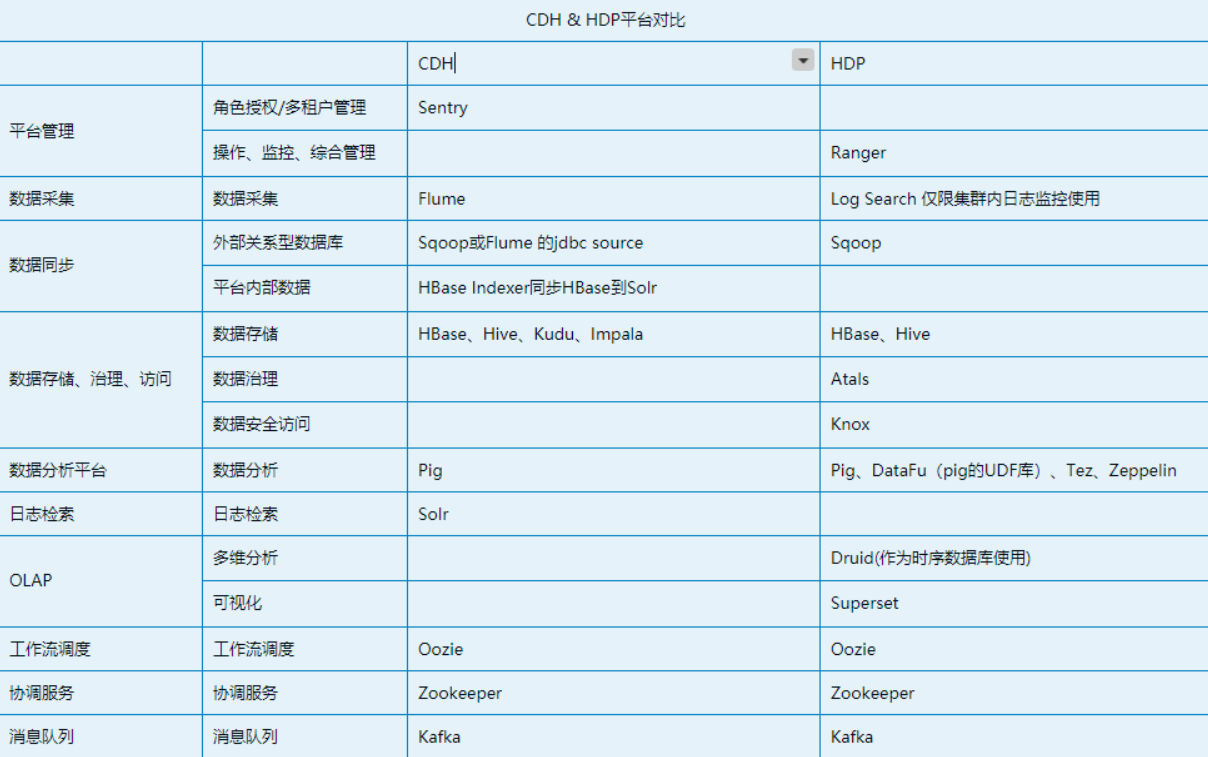 CDH & HDP平台对比
CDH HDP
平台管理 角色授权/多租户管理 Sentry
操作、监控、综合管理 Ranger
数据采集 数据采集 Flume Log Search 仅限集群内日志监控使用
数据同步 外部关系型数据库 Sqoop或Flume 的jdbc source Sqoop
平台内部数据 HBase Indexer同步HBase到Solr
数据存储、治理、访问 数据存储 HBase、Hive、Kudu、Impala HBase、Hive
数据治理 Atals
数据安全访问 Knox
数据分析平台 数据分析 Pig Pig、DataFu（pig的UDF库）、Tez、Zeppelin
日志检索 日志检索 Solr
OLAP 多维分析 Druid(作为时序数据库使用)
可视化 Superset
工作流调度 工作流调度 Oozie Oozie
协调服务 协调服务 Zookeeper Zookeeper
消息队列 消息队列 Kafka Kafka